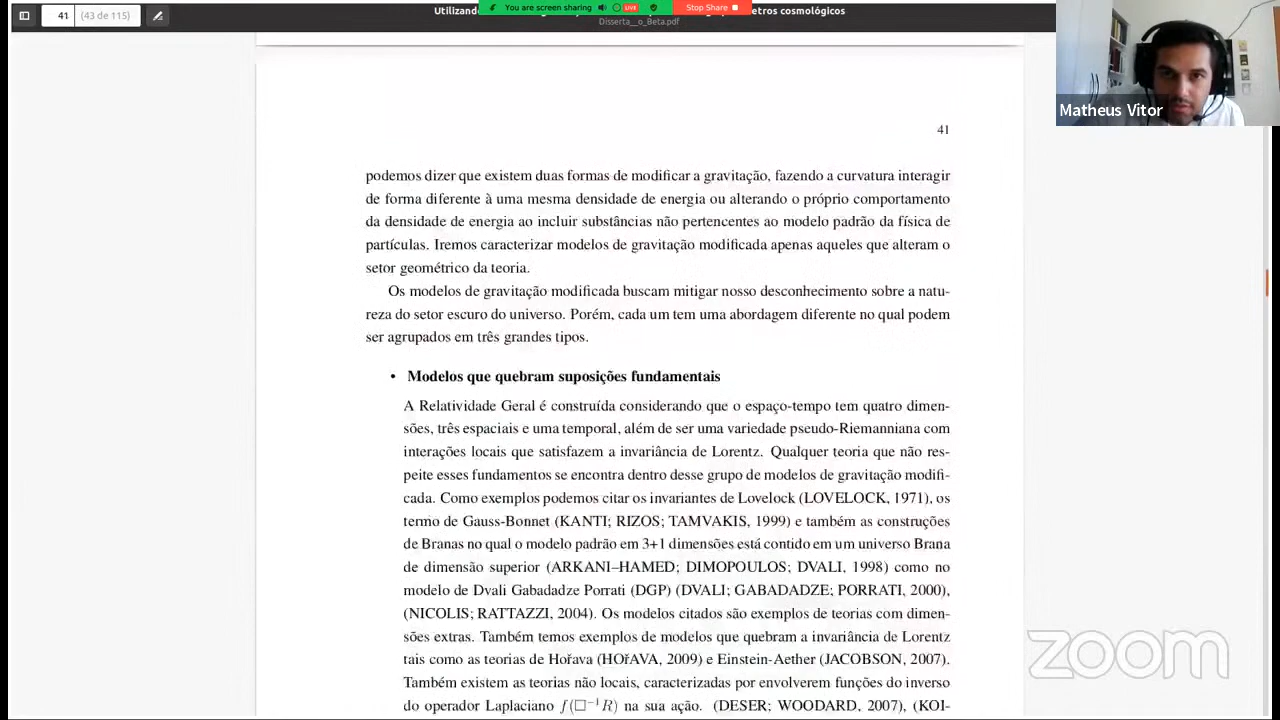 41 (43 de 115)
You are screen sharing LIVE Stop Share
Utilizando etros cosmológicos
Disserta__o_Beta.pdf
Matheus Vitor
41
podemos dizer que existem duas formas de modificar a gravitação, fazendo a curvatura interagir
de forma diferente à uma mesma densidade de energia ou alterando o próprio comportamento
da densidade de energia ao incluir substâncias não pertencentes ao modelo padrão da física de
partículas. Iremos caracterizar modelos de gravitação modificada apenas aqueles que alteram o
setor geométrico da teoria.
Os modelos de gravitação modificada buscam mitigar nosso desconhecimento sobre a natu-
reza do setor escuro do universo. Porém, cada um tem uma abordagem diferente no qual podem
ser agrupados em três grandes tipos.
• Modelos que quebram suposições fundamentais
A Relatividade Geral é construída considerando que o espaço-tempo tem quatro dimen-
sões, três espaciais e uma temporal, além de ser uma variedade pseudo-Riemanniana com
interações locais que satisfazem a invariância de Lorentz. Qualquer teoria que não res-
peite esses fundamentos se encontra dentro desse grupo de modelos de gravitação modifi-
cada. Como exemplos podemos citar os invariantes de Lovelock (LOVELOCK, 1971), os
termo de Gauss-Bonnet (KANTI; RIZOS; TAMVAKIS, 1999) e também as construções
de Branas no qual o modelo padrão em 3+1 dimensões está contido em um universo Brana
de dimensão superior (ARKANI–HAMED; DIMOPOULOS; DVALI, 1998) como no
modelo de Dvali Gabadadze Porrati (DGP) (DVALI; GABADADZE; PORRATI, 2000),
(NICOLIS; RATTAZZI, 2004). Os modelos citados são exemplos de teorias com dimen-
sões extras. Também temos exemplos de modelos que quebram a invariância de Lorentz
tais como as teorias de Hořava (HOřAVA, 2009) e Einstein-Aether (JACOBSON, 2007).
Também existem as teorias não locais, caracterizadas por envolverem funções do inverso
do operador Laplaciano f(□⁻¹R) na sua ação. (DESER; WOODARD, 2007), (KOI-
zoom